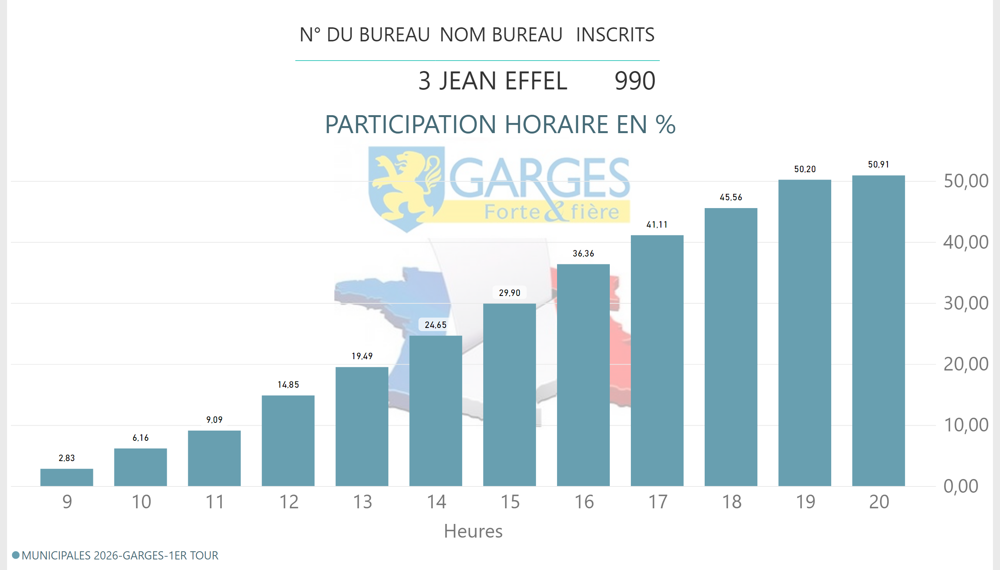 N° DU BUREAU NOM BUREAU INSCRITS
3 JEAN EFFEL 990
PARTICIPATION HORAIRE EN %
GARGES
Forte & fière
50,91
50,20
50,00
45,56
41,11
40,00
36,36
29,90
30,00
24,65
19,49
20,00
14,85
9,09
10,00
6,16
2,83
0,00
9 10 11 12 13 14 15 16 17 18 19 20
Heures
MUNICIPALES 2026-GARGES-1ER TOUR